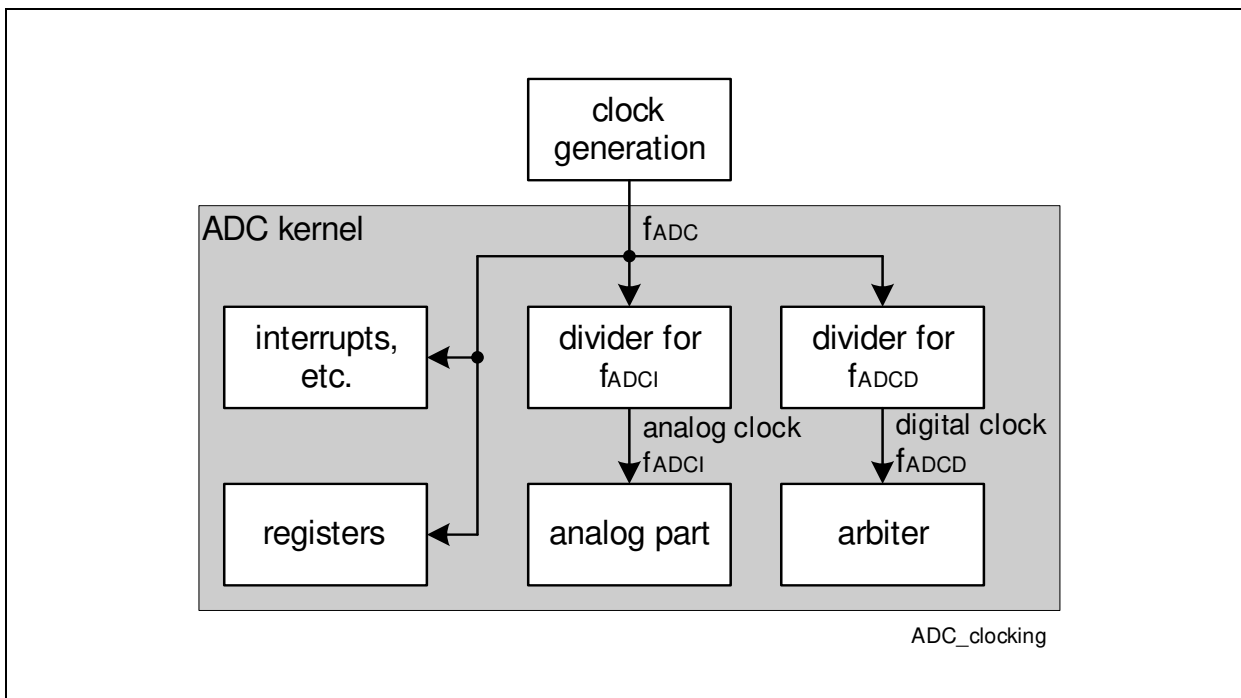 clock
generation
ADC kernel
fADC
interrupts,
etc.
divider for
fADCI
divider for
fADCD
analog clock
fADCI
digital clock
fADCD
registers
analog part
arbiter
ADC_clocking